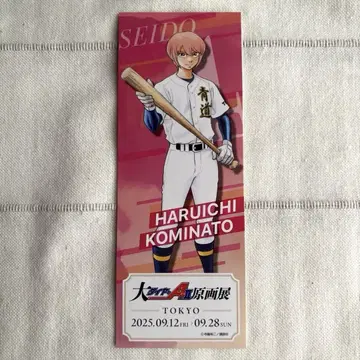 SEIDO
青道
HARUICHI
KOMINATO
大ダイヤのA原画展
TOKYO
2025.09.12 FRI / 09.28 SUN